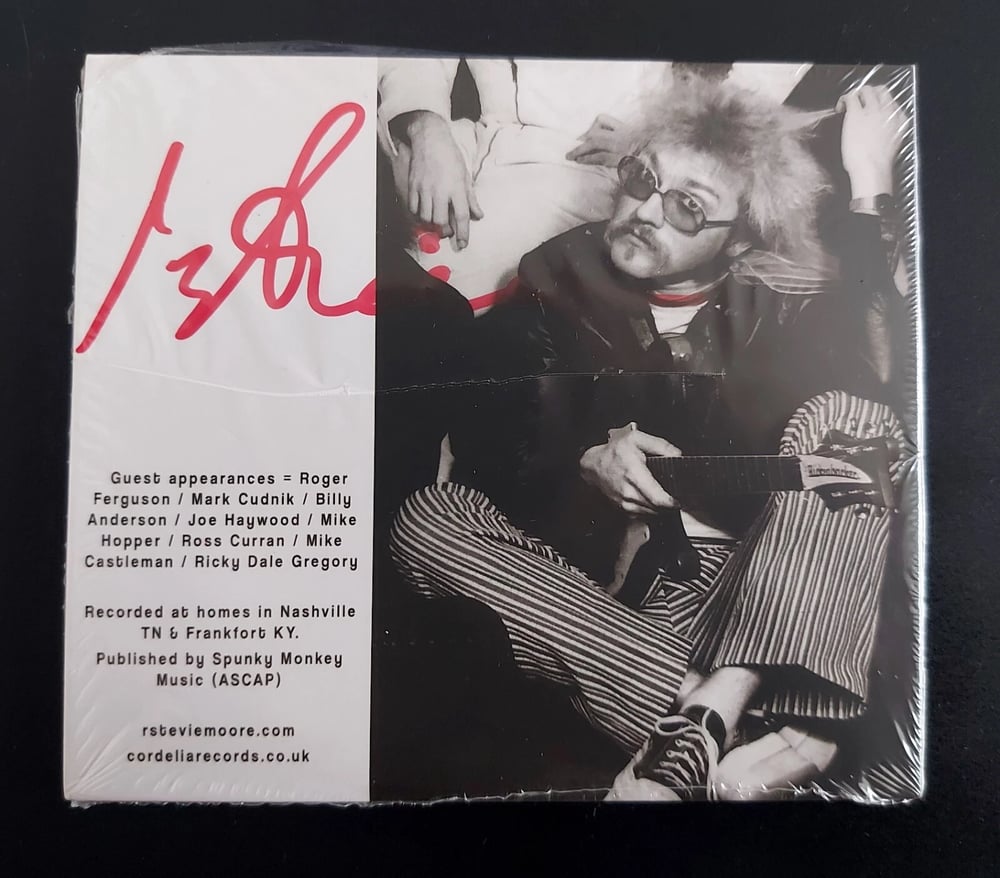 Guest appearances = Roger
Ferguson / Mark Cudnik / Billy
Anderson / Joe Haywood / Mike
Hopper / Ross Curran / Mike
Castleman / Ricky Dale Gregory
Recorded at homes in Nashville
TN & Frankfort KY.
Published by Spunky Monkey
Music (ASCAP)
rsteviemoore.com
cordeliarecords.co.uk
Rickenbacker